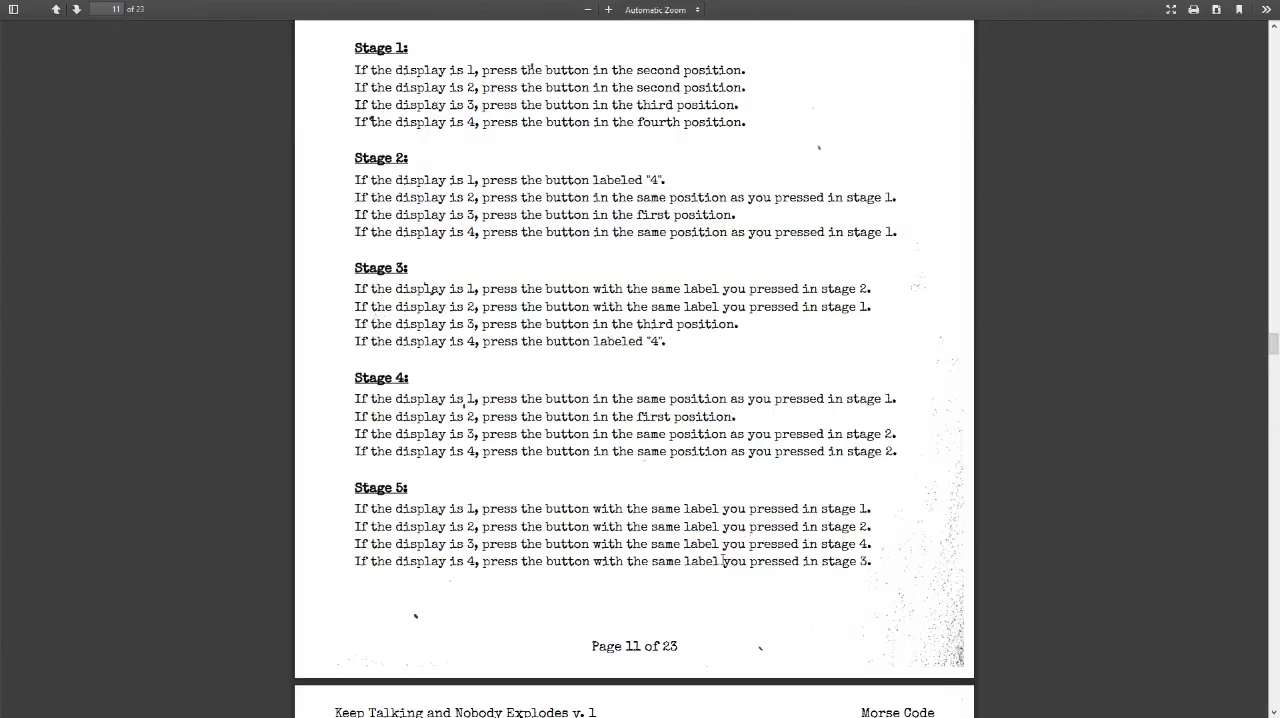 11 of 23
Automatic Zoom
Stage 1:
If the display is 1, press the button in the second position.
If the display is 2, press the button in the second position.
If the display is 3, press the button in the third position.
If the display is 4, press the button in the fourth position.
Stage 2:
If the display is 1, press the button labeled "4".
If the display is 2, press the button in the same position as you pressed in stage 1.
If the display is 3, press the button in the first position.
If the display is 4, press the button in the same position as you pressed in stage 1.
Stage 3:
If the display is 1, press the button with the same label you pressed in stage 2.
If the display is 2, press the button with the same label you pressed in stage 1.
If the display is 3, press the button in the third position.
If the display is 4, press the button labeled "4".
Stage 4:
If the display is 1, press the button in the same position as you pressed in stage 1.
If the display is 2, press the button in the first position.
If the display is 3, press the button in the same position as you pressed in stage 2.
If the display is 4, press the button in the same position as you pressed in stage 2.
Stage 5:
If the display is 1, press the button with the same label you pressed in stage 1.
If the display is 2, press the button with the same label you pressed in stage 2.
If the display is 3, press the button with the same label you pressed in stage 4.
If the display is 4, press the button with the same label you pressed in stage 3.
Page 11 of 23
Keep Talking and Nobody Explodes v. 1
Morse Code